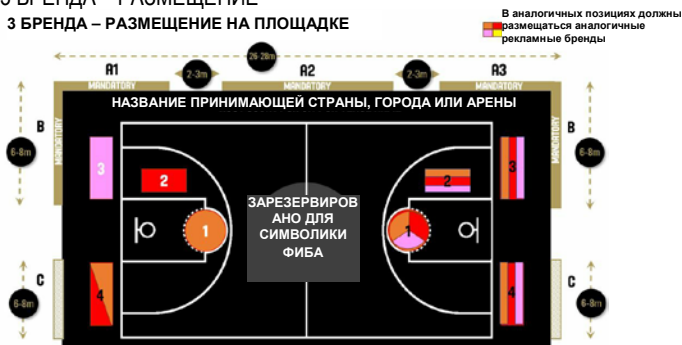 3 БРЕНДА – РАЗМЕЩЕНИЕ НА ПЛОЩАДКЕ
В аналогичных позициях должны
размещаться аналогичные
рекламные бренды
26-28m
A1
2-3m
A2
2-3m
A3
MANDATORY
MANDATORY
MANDATORY
НАЗВАНИЕ ПРИНИМАЮЩЕЙ СТРАНЫ, ГОРОДА ИЛИ АРЕНЫ
B
MANDATORY
6-8m
3
2
1
ЗАРЕЗЕРВИРОВ
АНО ДЛЯ
СИМВОЛИКИ
ФИБА
2
1
3
MANDATORY
B
6-8m
C
6-8m
4
4
C
6-8m